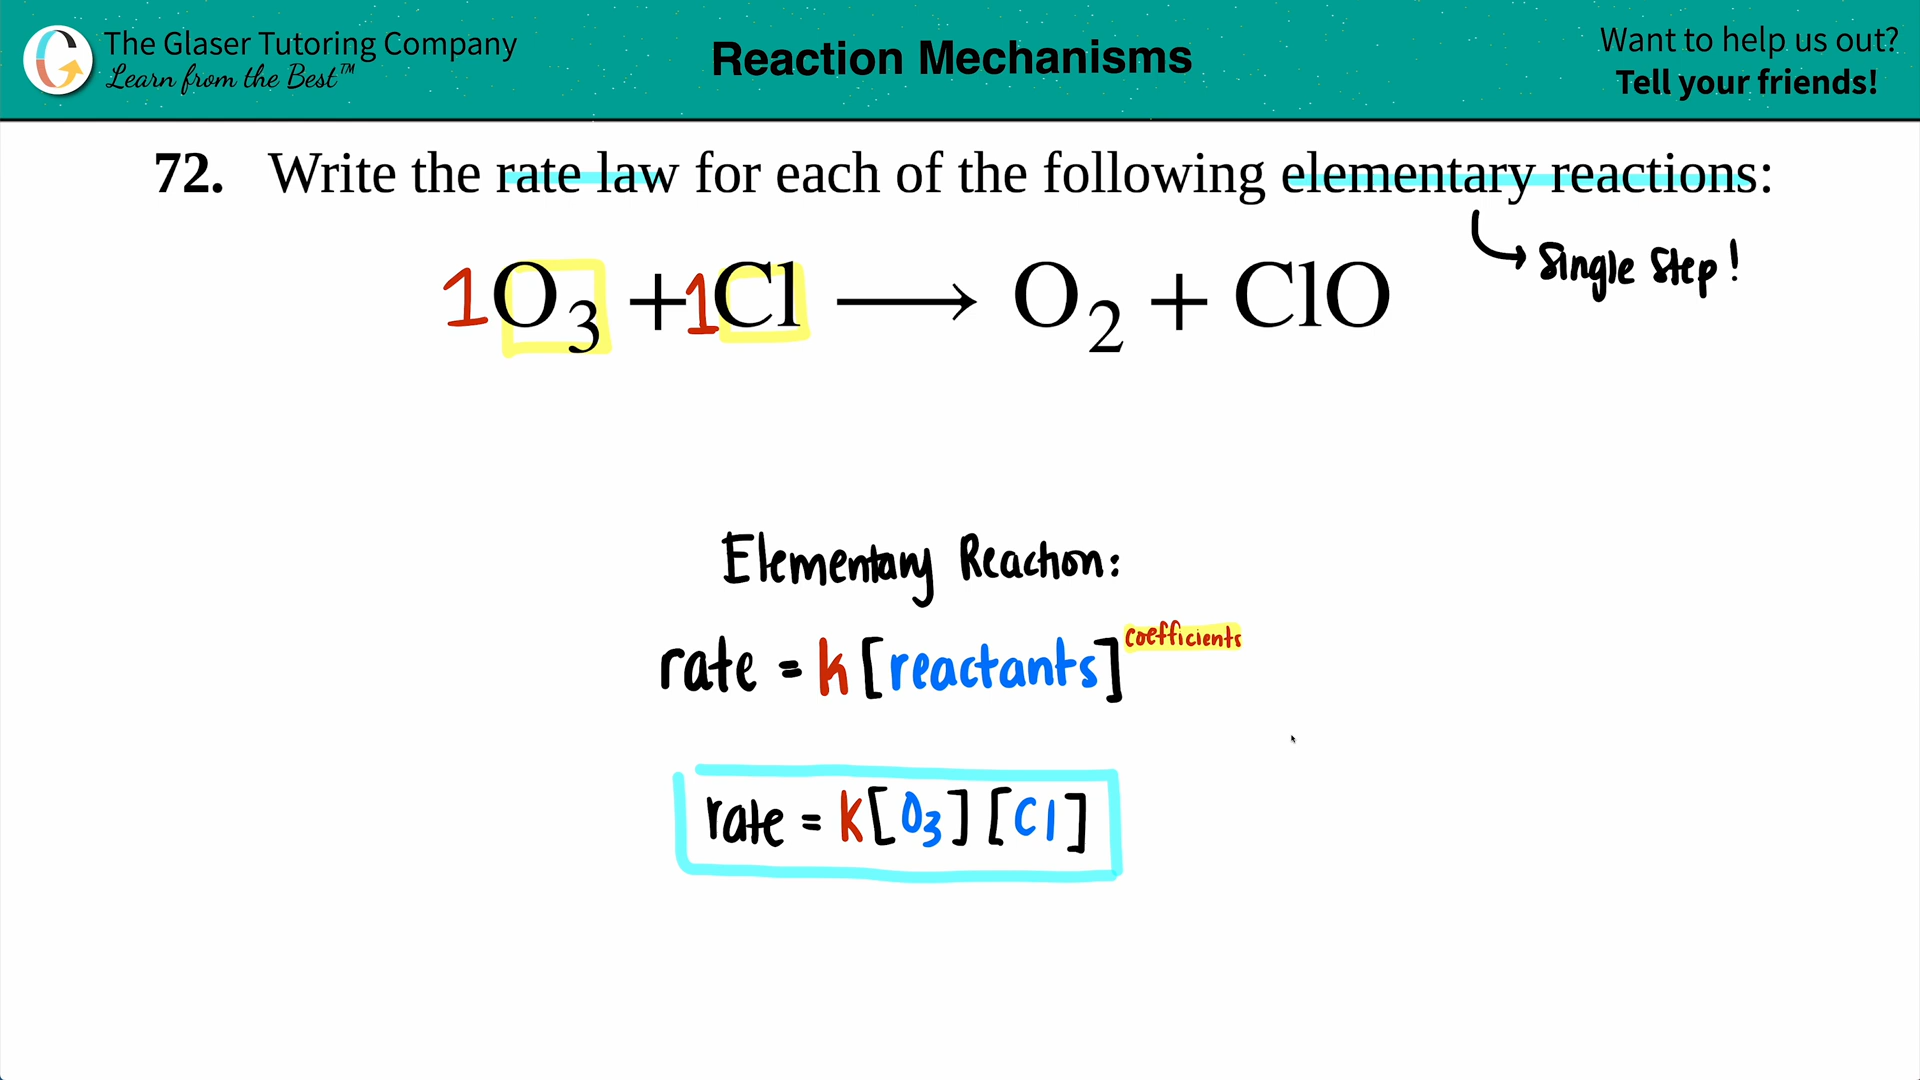 The Glaser Tutoring Company
Learn from the Best™
Reaction Mechanisms
Want to help us out?
Tell your friends!
72. Write the rate law for each of the following elementary reactions:
Single Step!
1O₃ + 1Cl ⟶ O₂ + ClO
Elementary Reaction:
rate = k[reactants]^coefficients
rate = k[O₃][Cl]